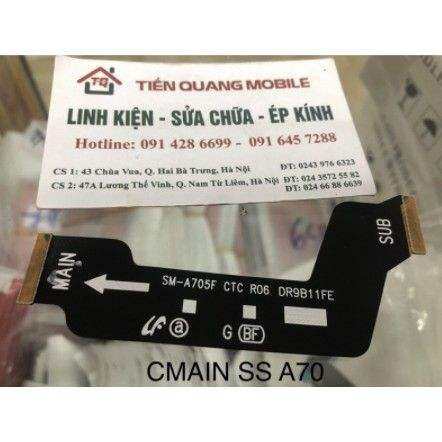 TQ
TIẾN QUANG MOBILE
LINH KIỆN - SỬA CHỮA - ÉP KÍNH
Hotline: 091 428 6699 - 091 645 7288
CS 1: 43 Chùa Vua, Q. Hai Bà Trưng, Hà Nội ĐT: 0243 976 6323
CS 2: 47A Lương Thế Vinh, Q. Nam Từ Liêm, Hà Nội ĐT: 024 3572 55 82
ĐT: 024 66 88 6639
MAIN
SUB
SM-A705F CTC R06 DR9B11FE
LF a G BF
CMAIN SS A70